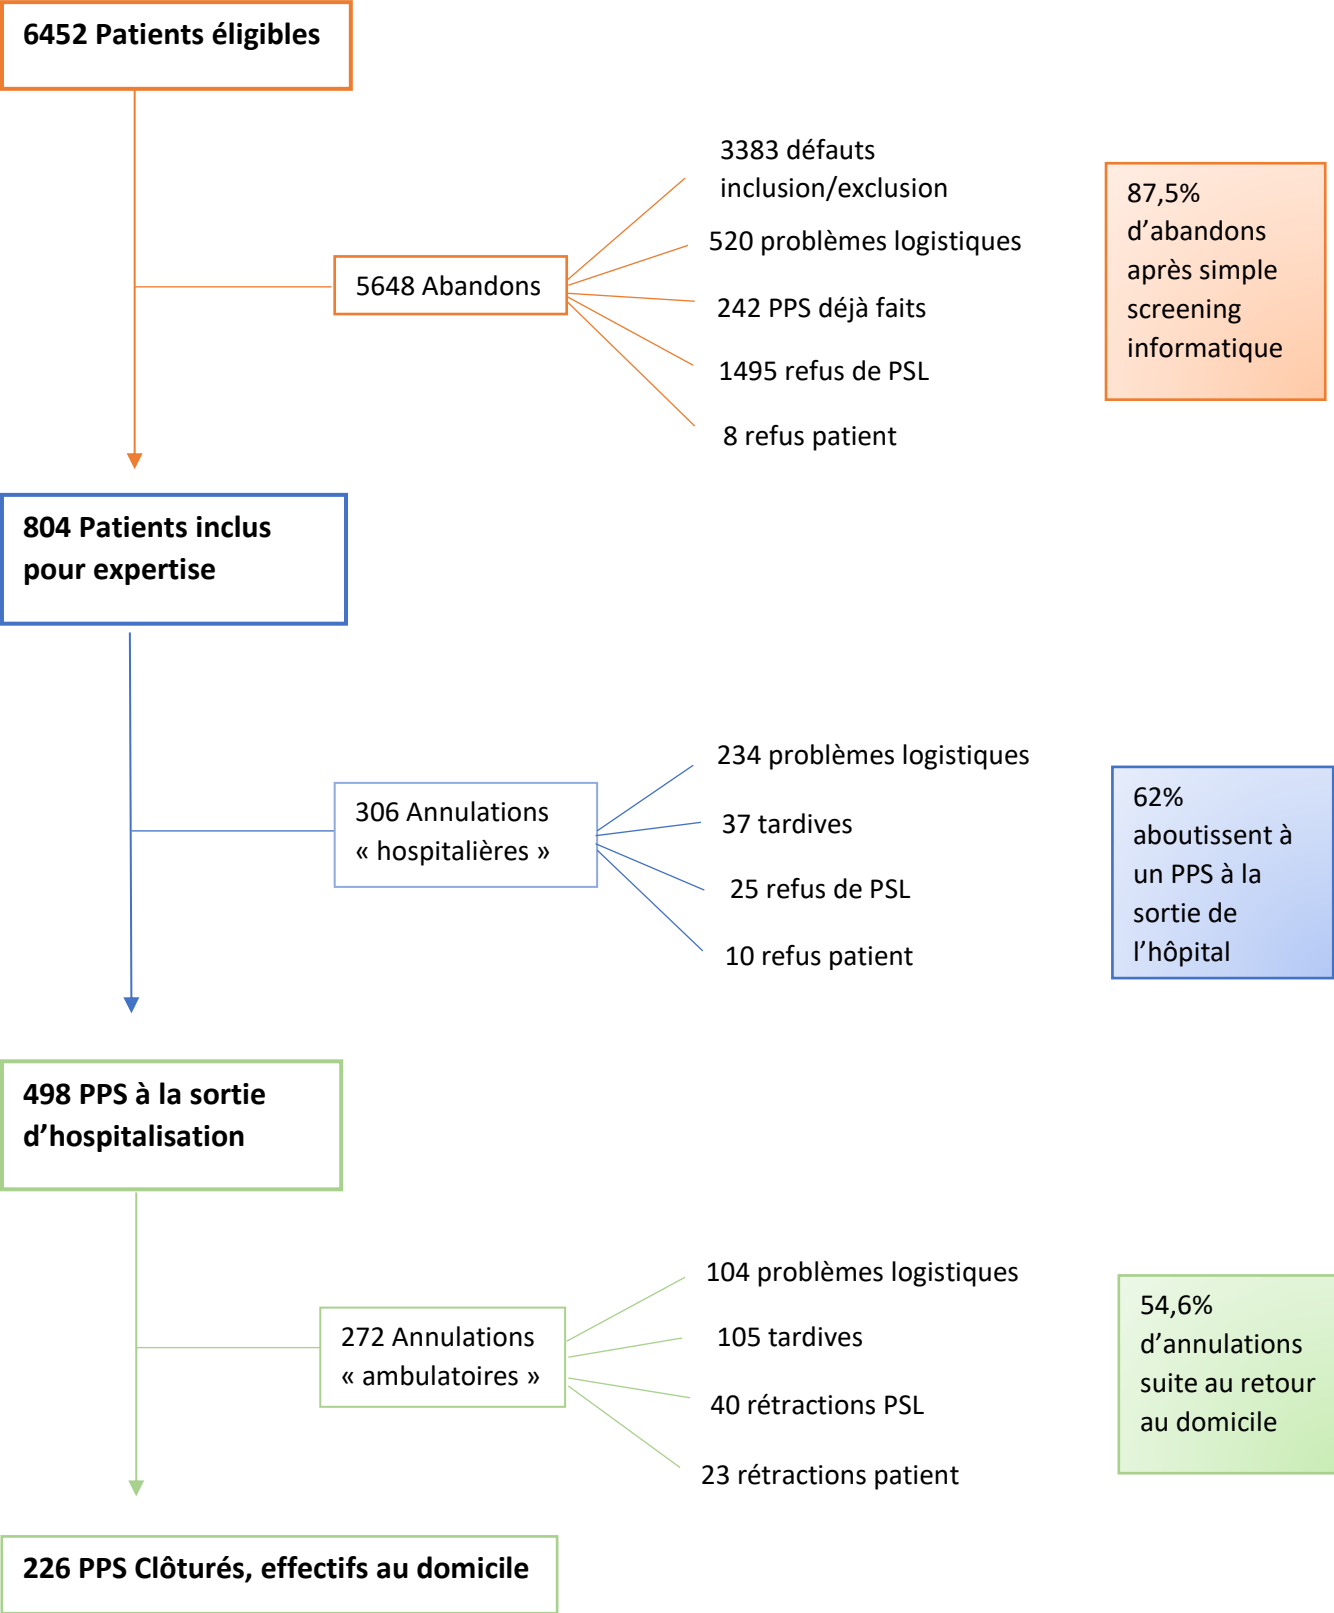 6452 Patients éligibles
3383 défauts
inclusion/exclusion
520 problèmes logistiques
5648 Abandons
242 PPS déjà faits
1495 refus de PSL
8 refus patient
87,5%
d’abandons
après simple
screening
informatique
804 Patients inclus
pour expertise
234 problèmes logistiques
306 Annulations
« hospitalières »
37 tardives
25 refus de PSL
10 refus patient
62%
aboutissent à
un PPS à la
sortie de
l’hôpital
498 PPS à la sortie
d’hospitalisation
104 problèmes logistiques
272 Annulations
« ambulatoires »
105 tardives
40 rétractions PSL
23 rétractions patient
54,6%
d’annulations
suite au retour
au domicile
226 PPS Clôturés, effectifs au domicile